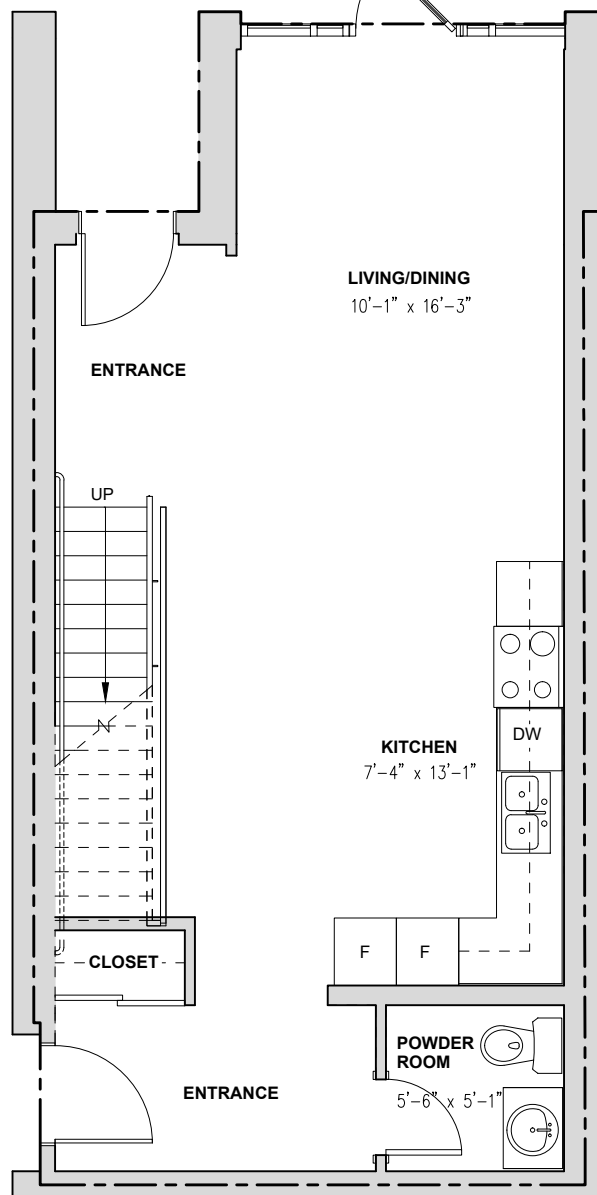 LIVING/DINING
10'-1" x 16'-3"
ENTRANCE
UP
DW
KITCHEN
7'-4" x 13'-1"
F F
CLOSET
POWDER
ROOM
5'-6" x 5'-1"
ENTRANCE